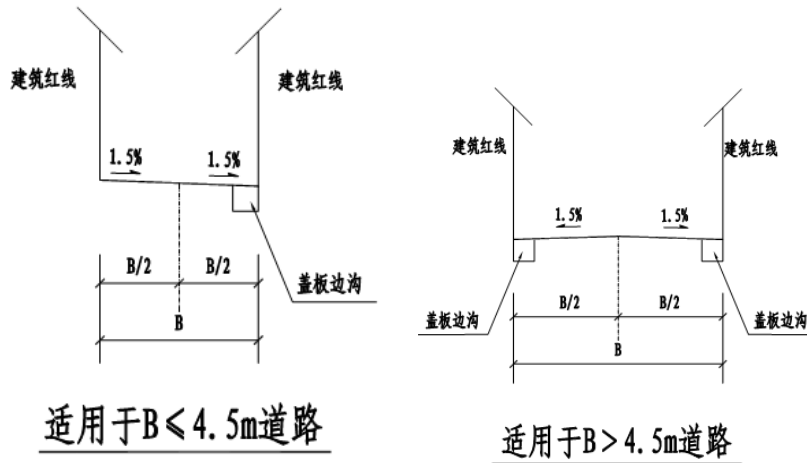 建筑红线
建筑红线
1.5%
1.5%
B/2
B/2
盖板边沟
B
适用于B≤4.5m道路
建筑红线
建筑红线
1.5%
1.5%
盖板边沟
B/2
B/2
盖板边沟
B
适用于B>4.5m道路